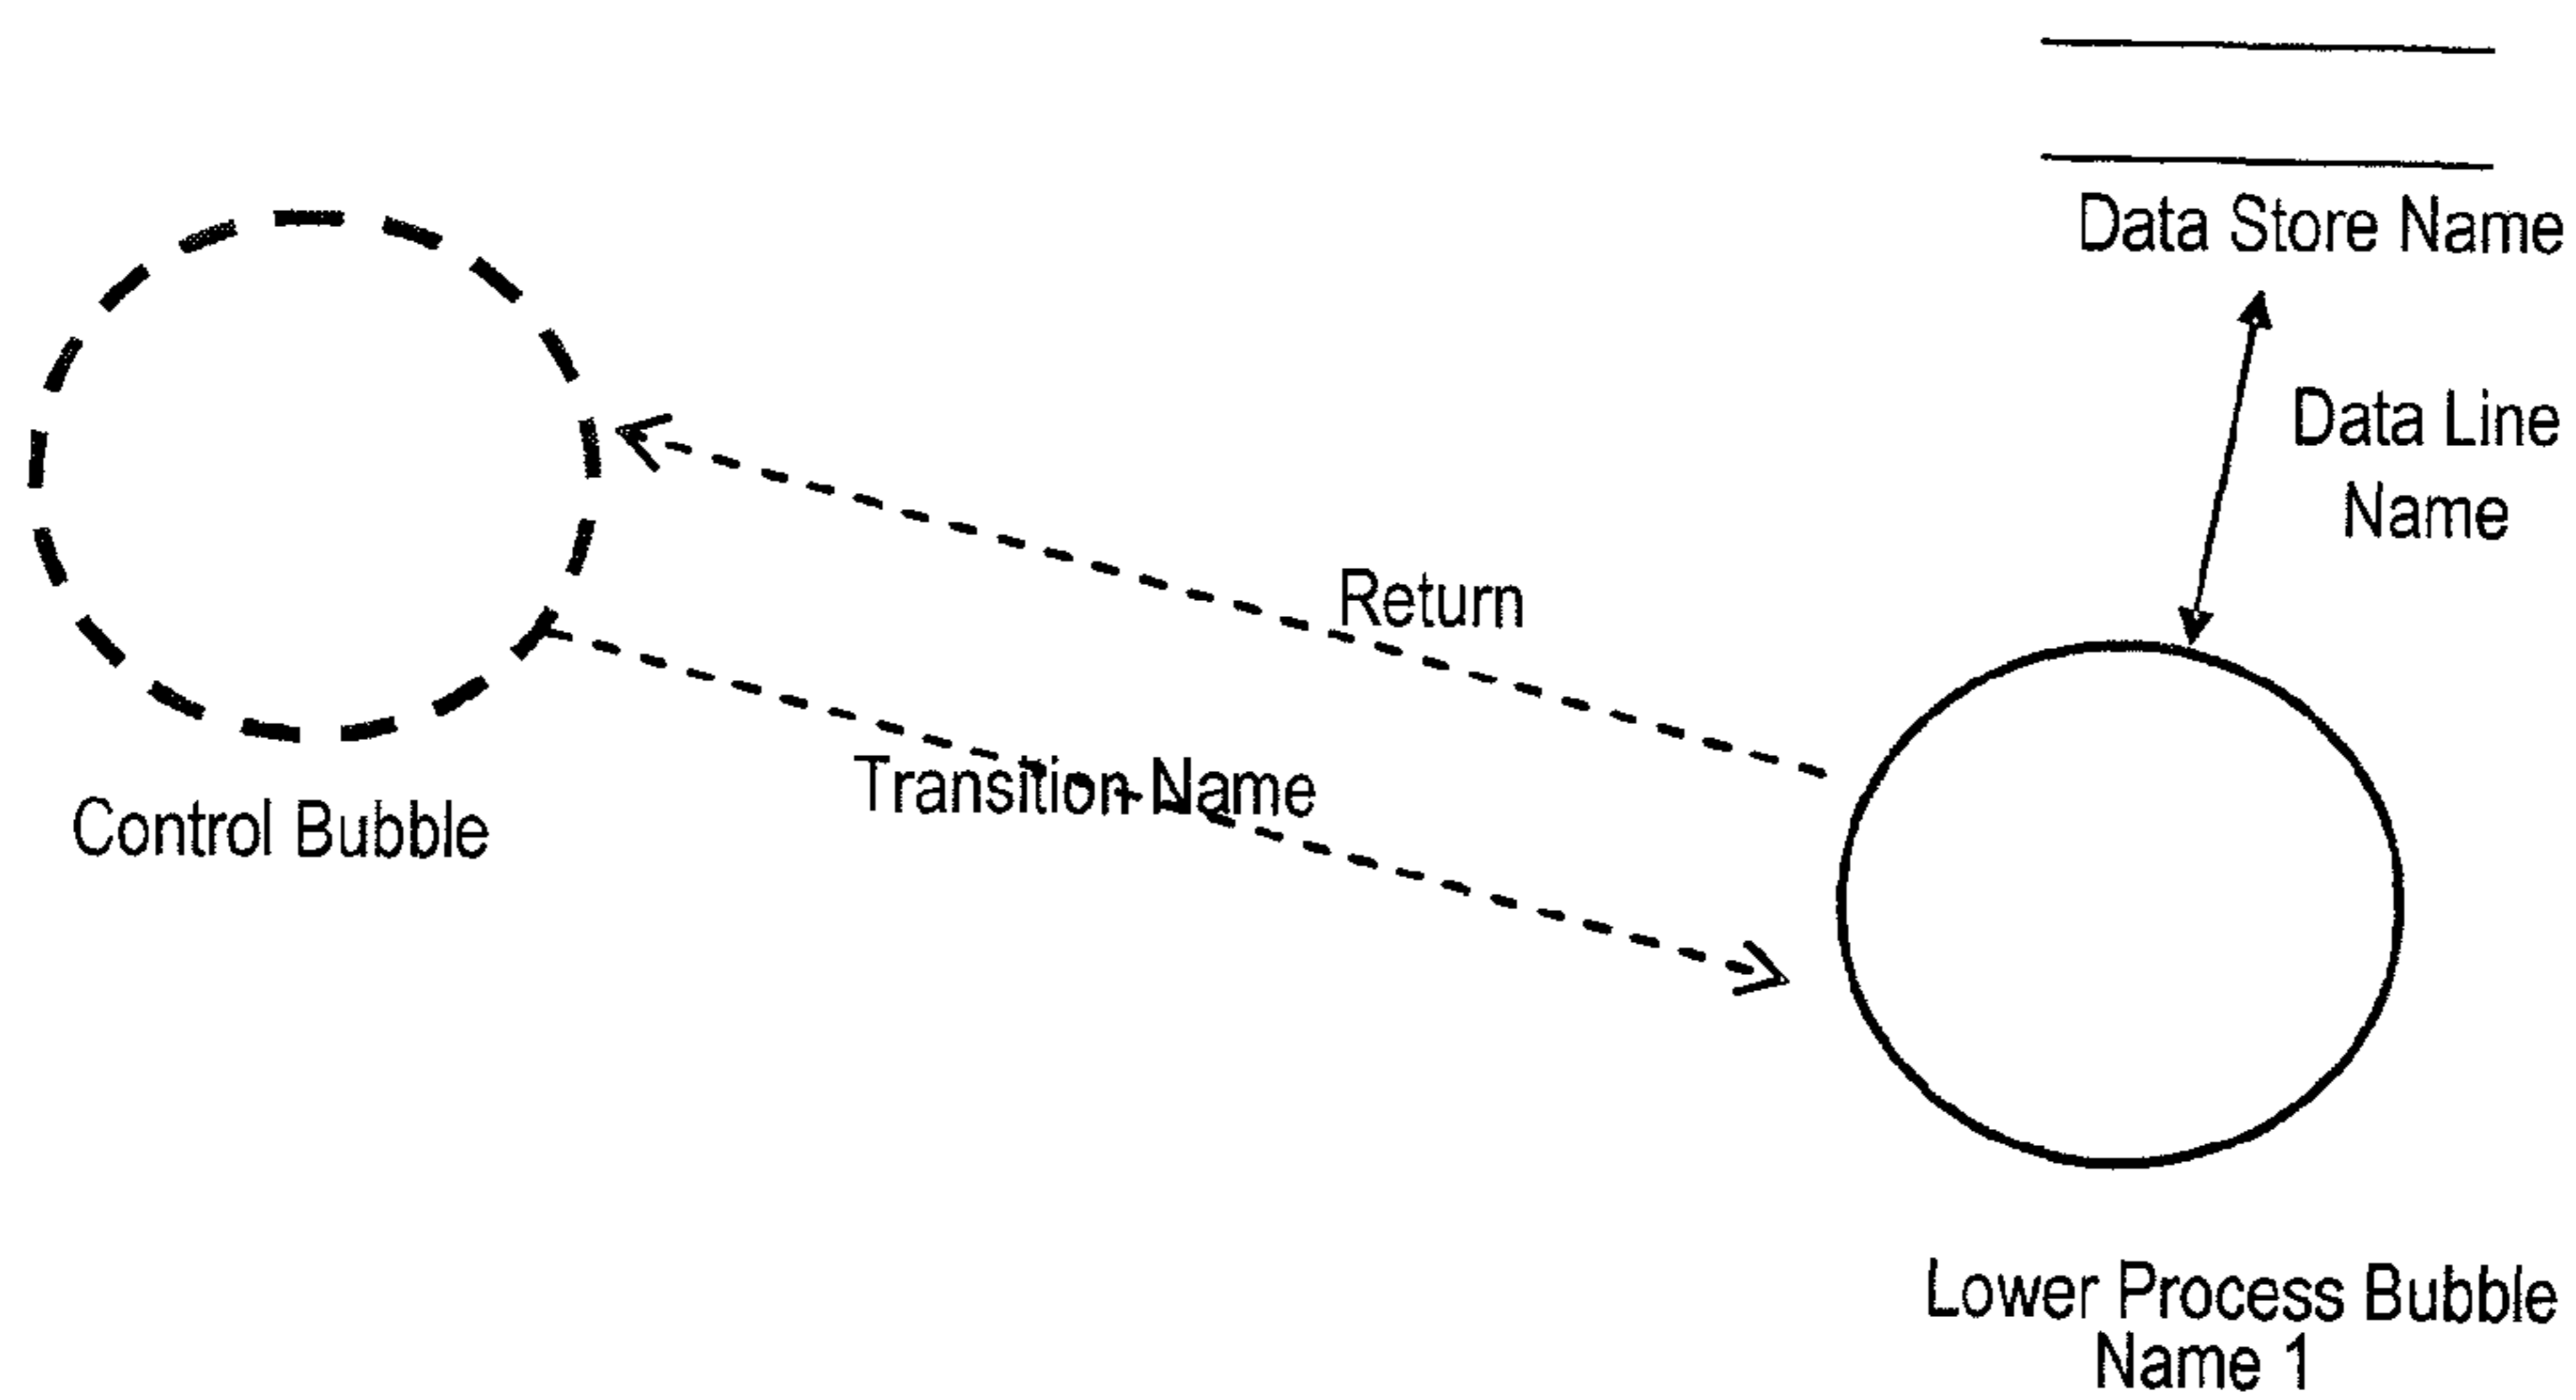 Data Store Name
Data Line
Name
Return
Transition Name
Control Bubble
Lower Process Bubble
Name 1